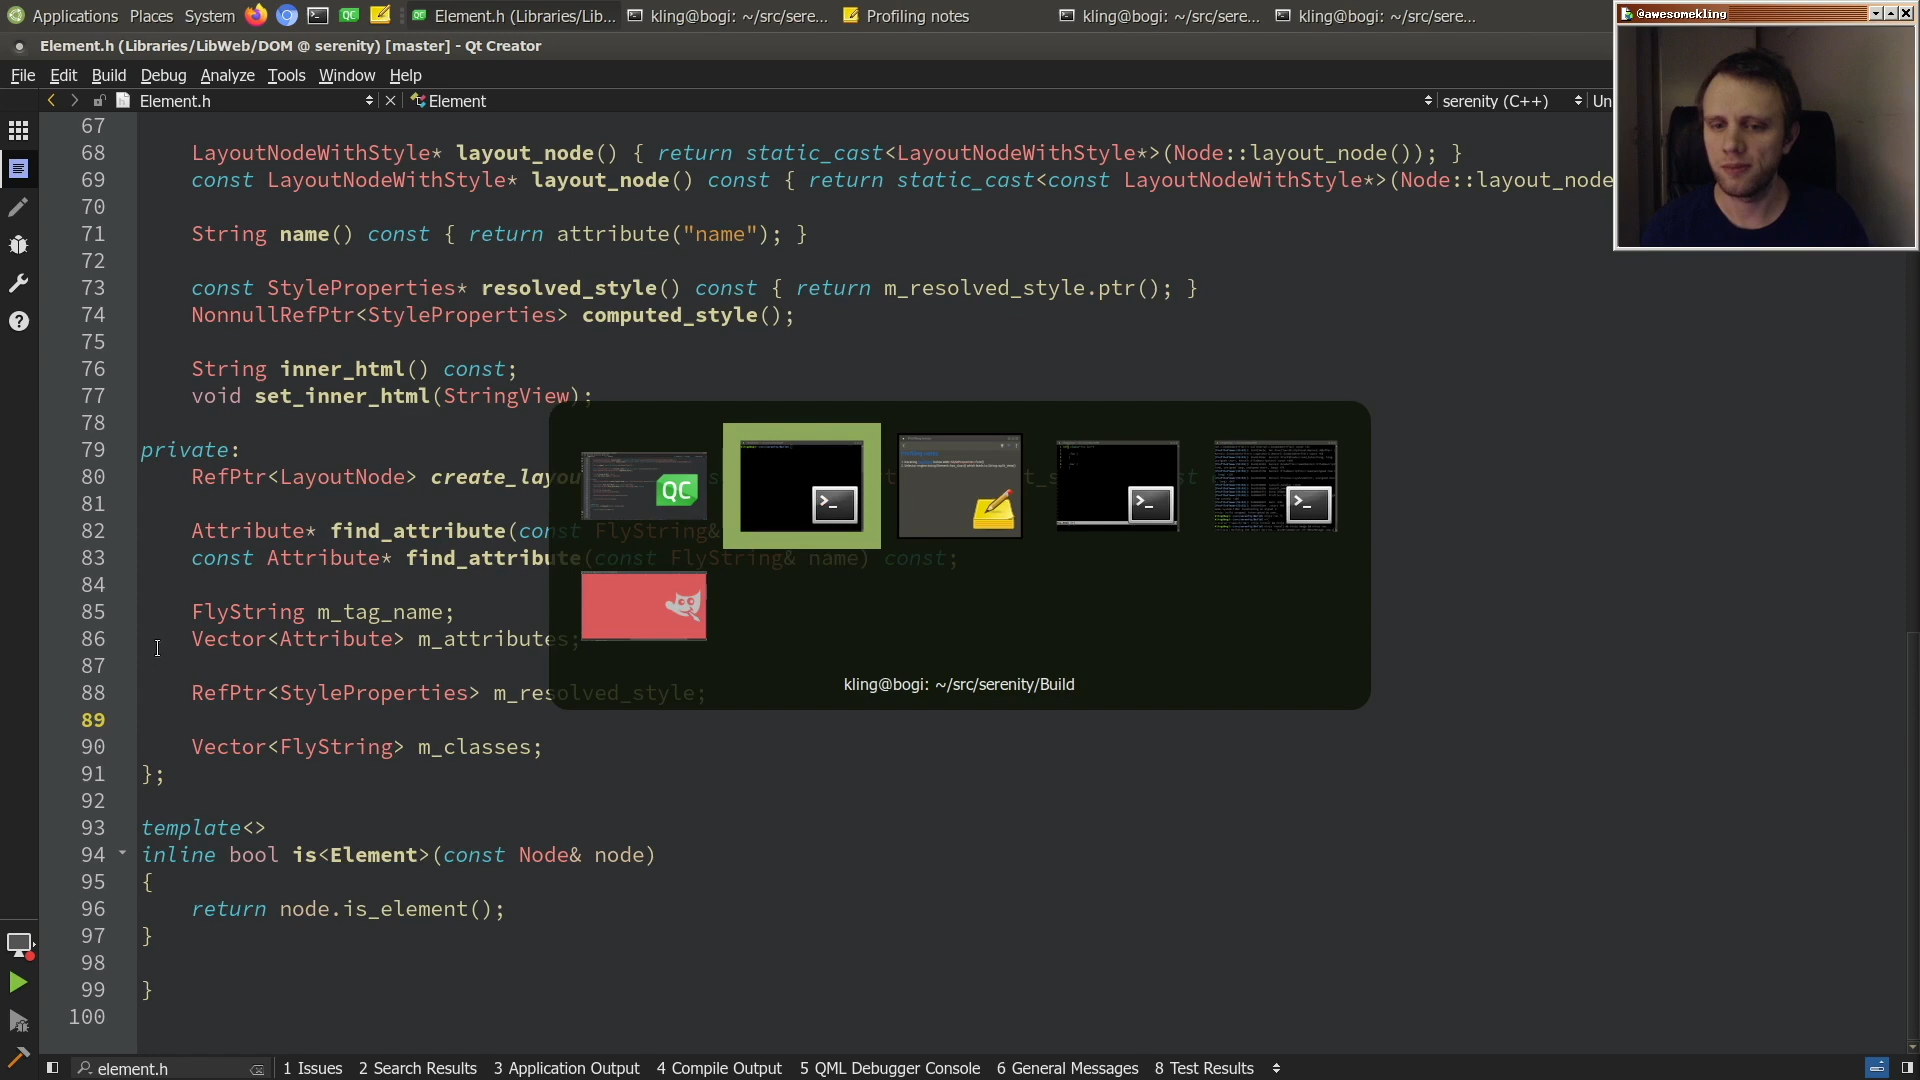 Applications Places System Element.h (Libraries/Lib... kling@bogi: ~/src/sere... Profiling notes kling@bogi: ~/src/sere... kling@bogi: ~/src/sere...
@awesomekling
Element.h (Libraries/LibWeb/DOM @ serenity) [master] - Qt Creator
File Edit Build Debug Analyze Tools Window Help
Element.h Element serenity (C++) Un
67
68 LayoutNodeWithStyle* layout_node() { return static_cast<LayoutNodeWithStyle*>(Node::layout_node()); }
69 const LayoutNodeWithStyle* layout_node() const { return static_cast<const LayoutNodeWithStyle*>(Node::layout_node
70
71 String name() const { return attribute("name"); }
72
73 const StyleProperties* resolved_style() const { return m_resolved_style.ptr(); }
74 NonnullRefPtr<StyleProperties> computed_style();
75
76 String inner_html() const;
77 void set_inner_html(StringView);
78
79 private:
80 RefPtr<LayoutNode> create_layou
81
82 Attribute* find_attribute(const FlyString&
83 const Attribute* find_attribute(const FlyString& name) const;
84
85 FlyString m_tag_name;
86 Vector<Attribute> m_attributes;
87
88 RefPtr<StyleProperties> m_resolved_style;
89
90 Vector<FlyString> m_classes;
91 };
92
93 template<>
94 inline bool is<Element>(const Node& node)
95 {
96 return node.is_element();
97 }
98
99 }
100
QC
kling@bogi: ~/src/serenity/Build
element.h 1 Issues 2 Search Results 3 Application Output 4 Compile Output 5 QML Debugger Console 6 General Messages 8 Test Results